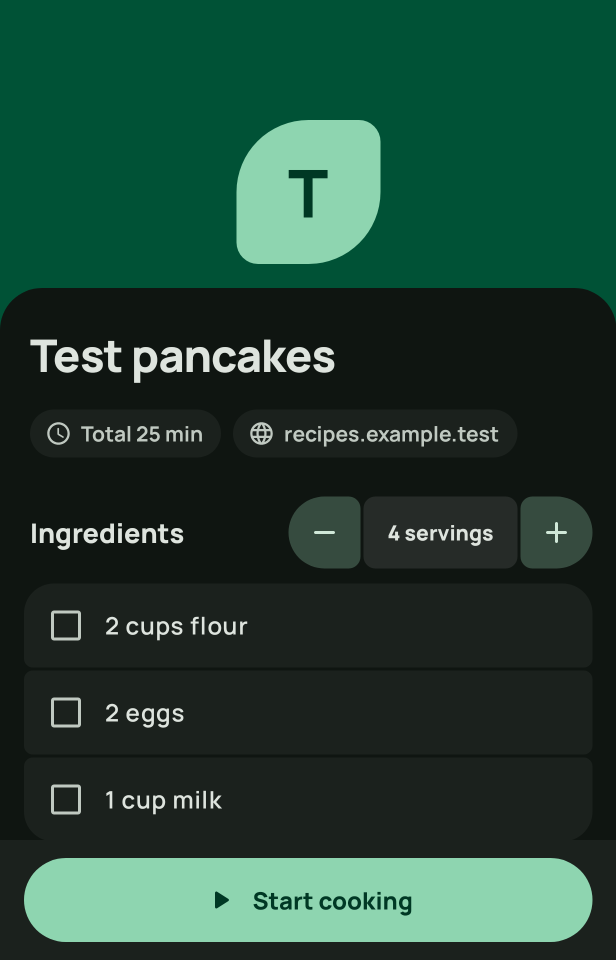 T
Test pancakes
Total 25 min
recipes.example.test
Ingredients
4 servings
2 cups flour
2 eggs
1 cup milk
Start cooking